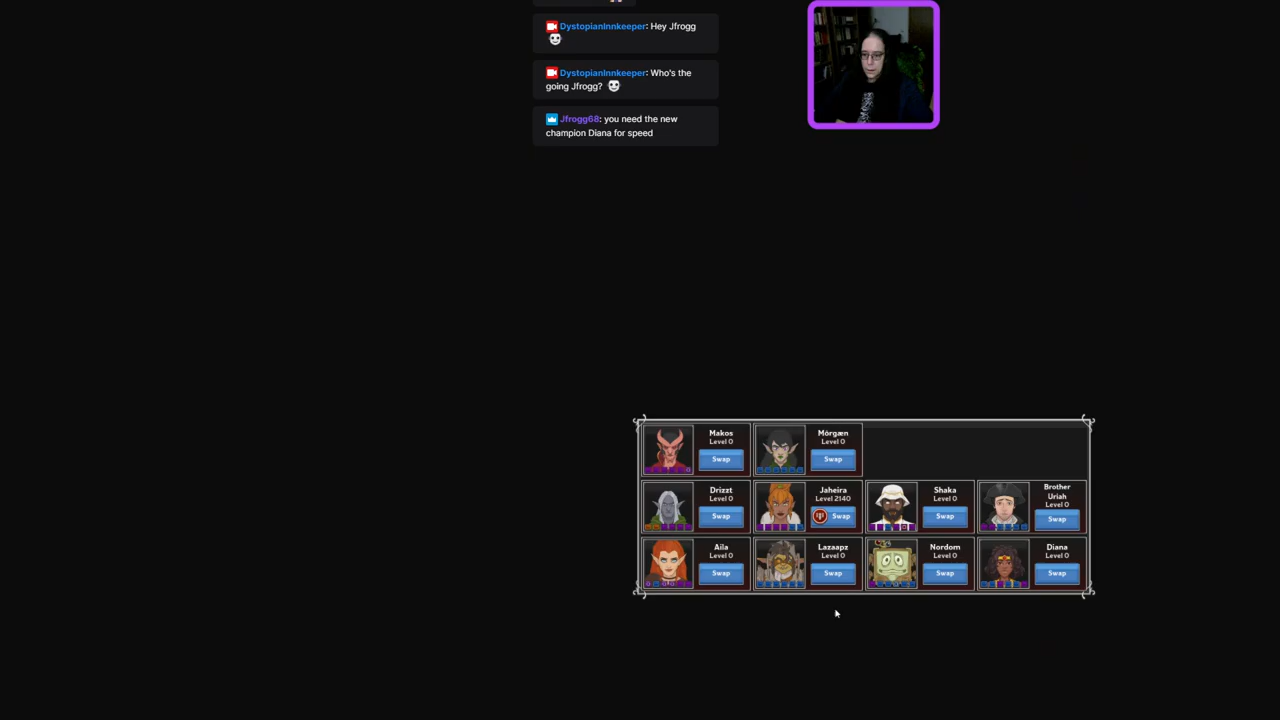 DystopianInnkeeper: Hey Jfrogg
DystopianInnkeeper: Who's the
going Jfrogg?
Jfrogg68: you need the new
champion Diana for speed
Makos
Level 0
Swap
Môrgæn
Level 0
Swap
Drizzt
Level 0
Swap
Jaheira
Level 2140
Swap
Shaka
Level 0
Swap
Brother
Uriah
Level 0
Swap
Aila
Level 0
Swap
Lazaapz
Level 0
Swap
Nordom
Level 0
Swap
Diana
Level 0
Swap